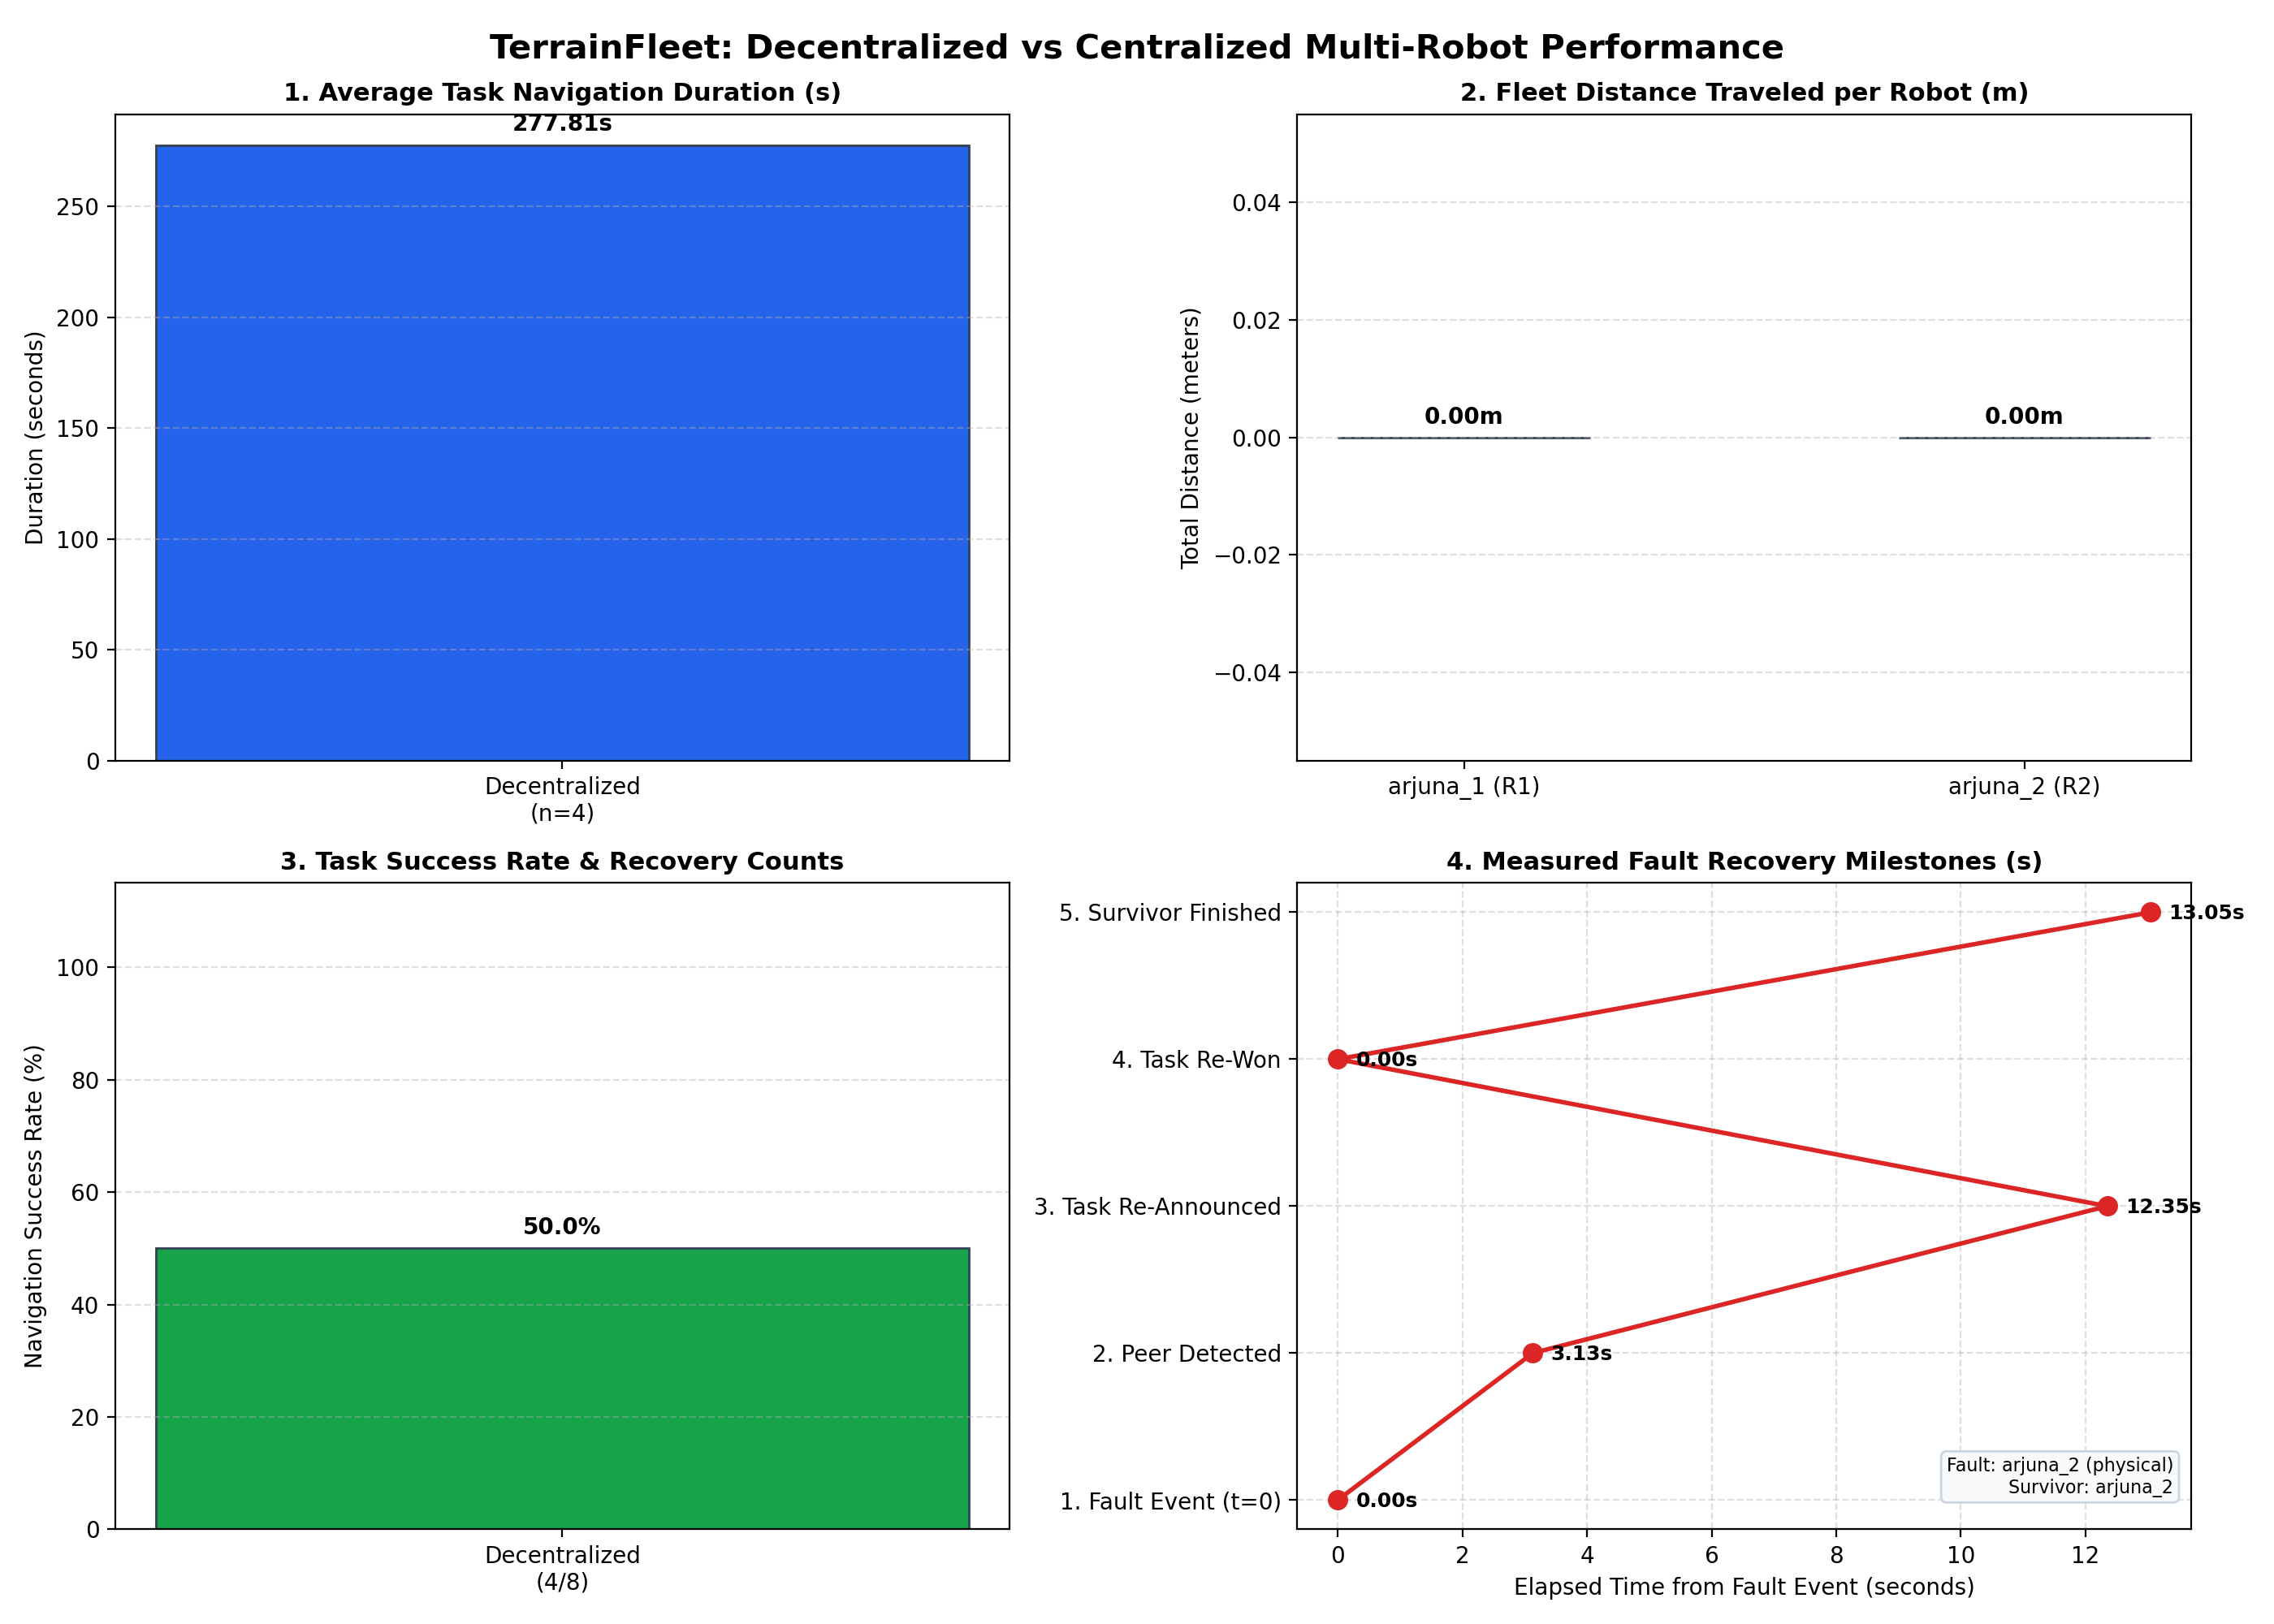 TerrainFleet: Decentralized vs Centralized Multi-Robot Performance
1. Average Task Navigation Duration (s)
277.81s
Duration (seconds)
250
200
150
100
50
0
Decentralized
(n=4)
2. Fleet Distance Traveled per Robot (m)
Total Distance (meters)
0.04
0.02
0.00
−0.02
−0.04
0.00m
0.00m
arjuna_1 (R1)
arjuna_2 (R2)
3. Task Success Rate & Recovery Counts
Navigation Success Rate (%)
100
80
60
40
20
0
50.0%
Decentralized
(4/8)
4. Measured Fault Recovery Milestones (s)
5. Survivor Finished
13.05s
4. Task Re-Won
0.00s
3. Task Re-Announced
12.35s
2. Peer Detected
3.13s
1. Fault Event (t=0)
0.00s
Fault: arjuna_2 (physical)
Survivor: arjuna_2
0 2 4 6 8 10 12
Elapsed Time from Fault Event (seconds)